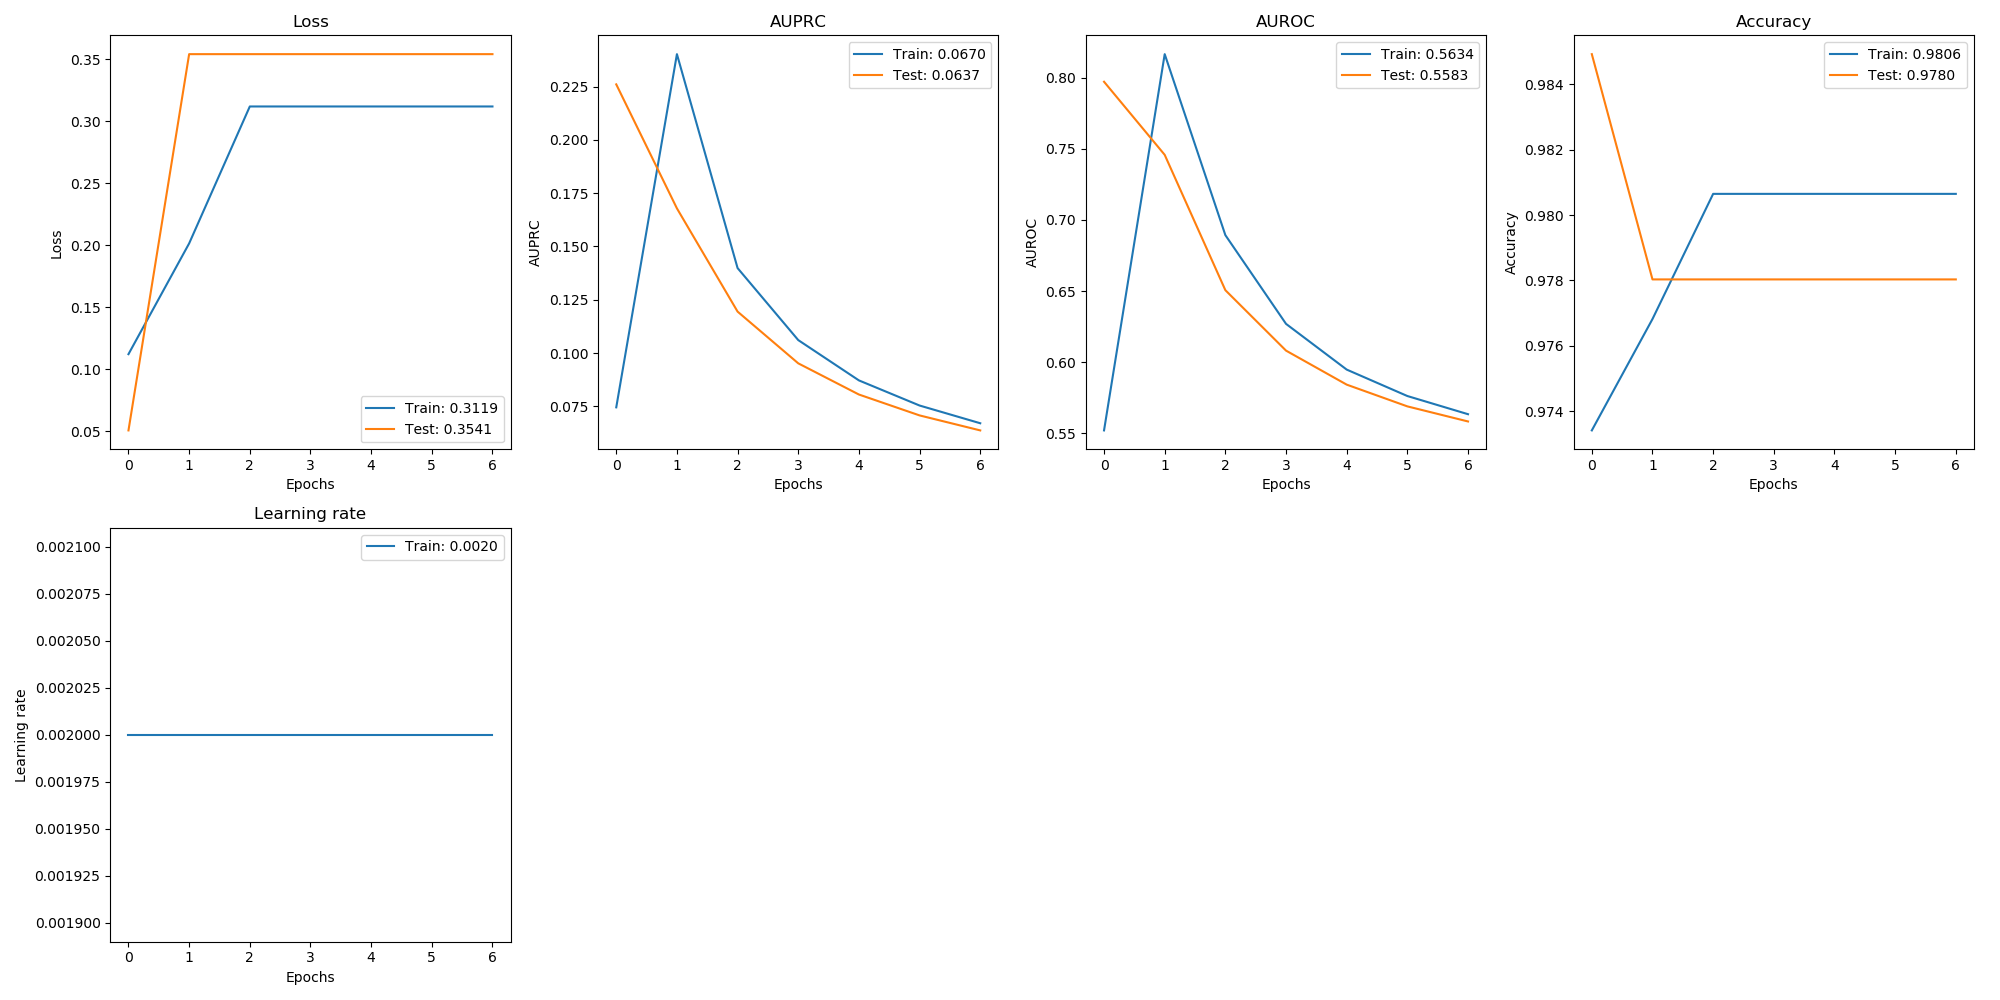 Loss
0.35
0.30
0.25
0.20
0.15
0.10
0.05
Loss
Train: 0.3119
Test: 0.3541
0 1 2 3 4 5 6
Epochs
AUPRC
0.225
0.200
0.175
0.150
0.125
0.100
0.075
AUPRC
Train: 0.0670
Test: 0.0637
0 1 2 3 4 5 6
Epochs
AUROC
0.80
0.75
0.70
0.65
0.60
0.55
AUROC
Train: 0.5634
Test: 0.5583
0 1 2 3 4 5 6
Epochs
Accuracy
0.984
0.982
0.980
0.978
0.976
0.974
Accuracy
Train: 0.9806
Test: 0.9780
0 1 2 3 4 5 6
Epochs
Learning rate
0.002100
0.002075
0.002050
0.002025
0.002000
0.001975
0.001950
0.001925
0.001900
Learning rate
Train: 0.0020
0 1 2 3 4 5 6
Epochs